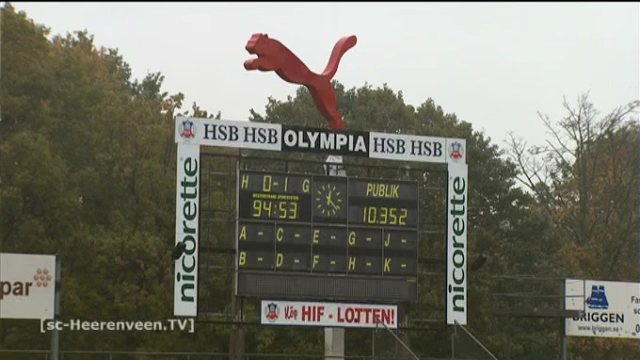 HSB HSB OLYMPIA HSB HSB
H 0-1 G PUBLIK
94:53 10.352
A - C - E - G - J -
B - D - F - H - K -
nicorette
nicorette
Köp HIF - LOTTEN!
par
BRIGGEN
[sc-Heerenveen.TV]